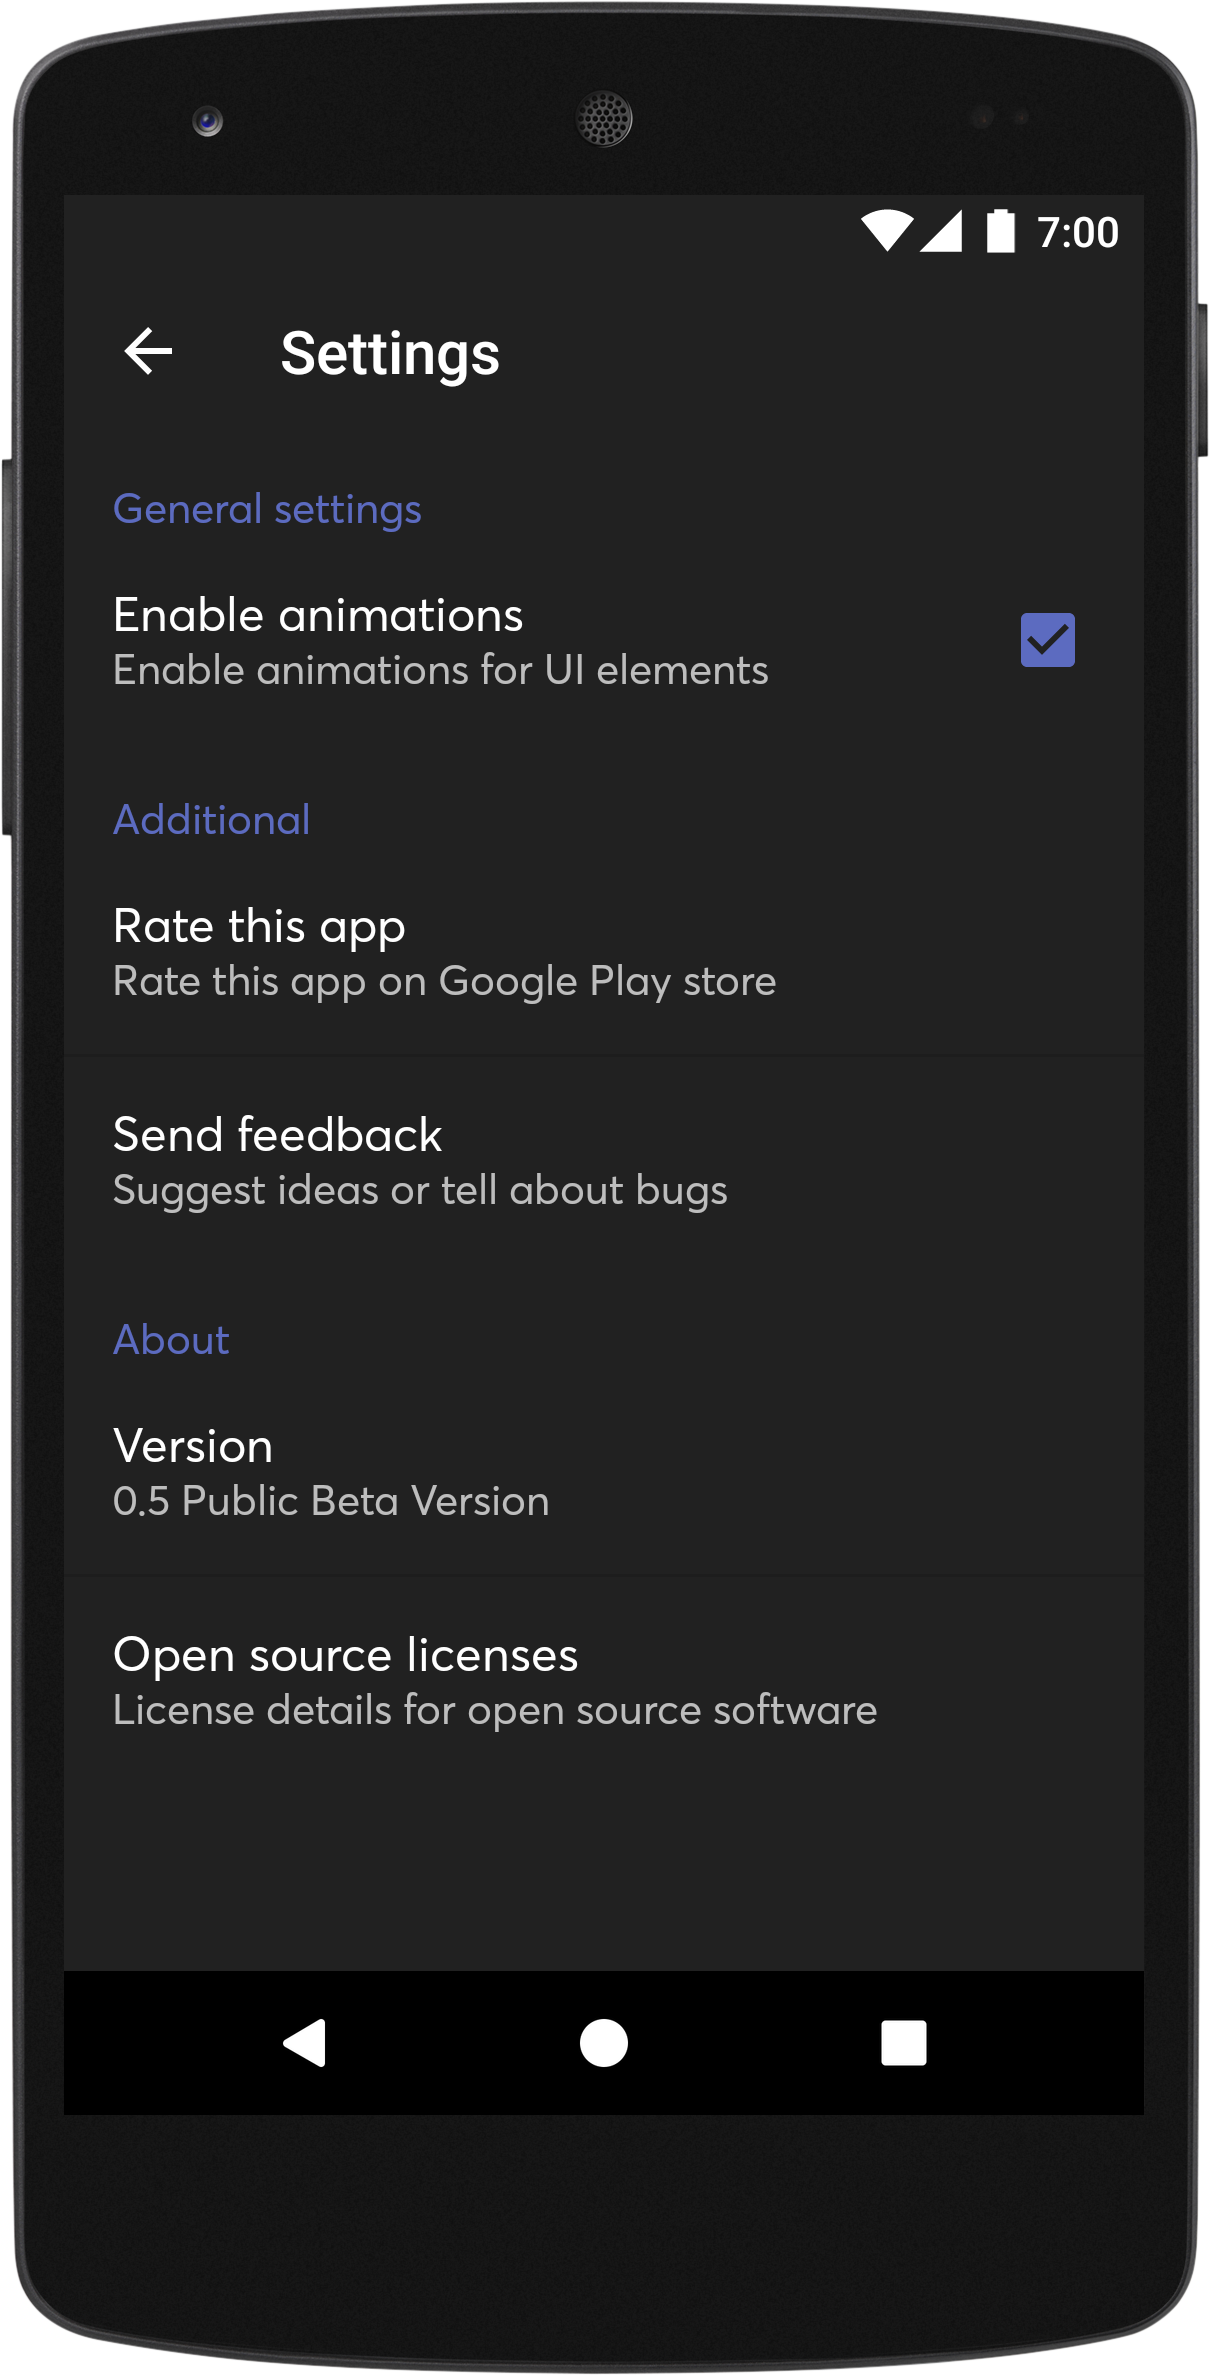 7:00
Settings
General settings
Enable animations
Enable animations for UI elements
Additional
Rate this app
Rate this app on Google Play store
Send feedback
Suggest ideas or tell about bugs
About
Version
0.5 Public Beta Version
Open source licenses
License details for open source software